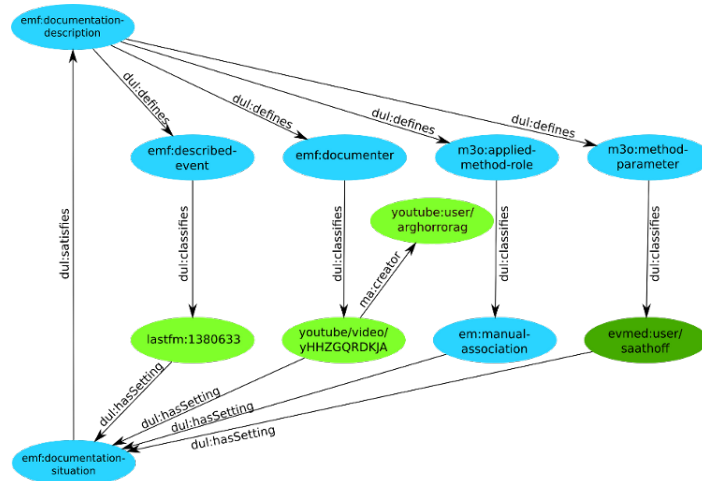 emf:documentation-
description
dul:defines
dul:defines
dul:defines
dul:defines
emf:described-
event
emf:documenter
m3o:applied-
method-role
m3o:method-
parameter
dul:satisfies
dul:classifies
dul:classifies
youtube:user/
arghorrorag
dul:classifies
dul:classifies
ma:creator
lastfm:1380633
youtube/video/
yHHZGQRDKJA
em:manual-
association
evmed:user/
saathoff
dul:hasSetting
dul:hasSetting
dul:hasSetting
dul:hasSetting
emf:documentation-
situation